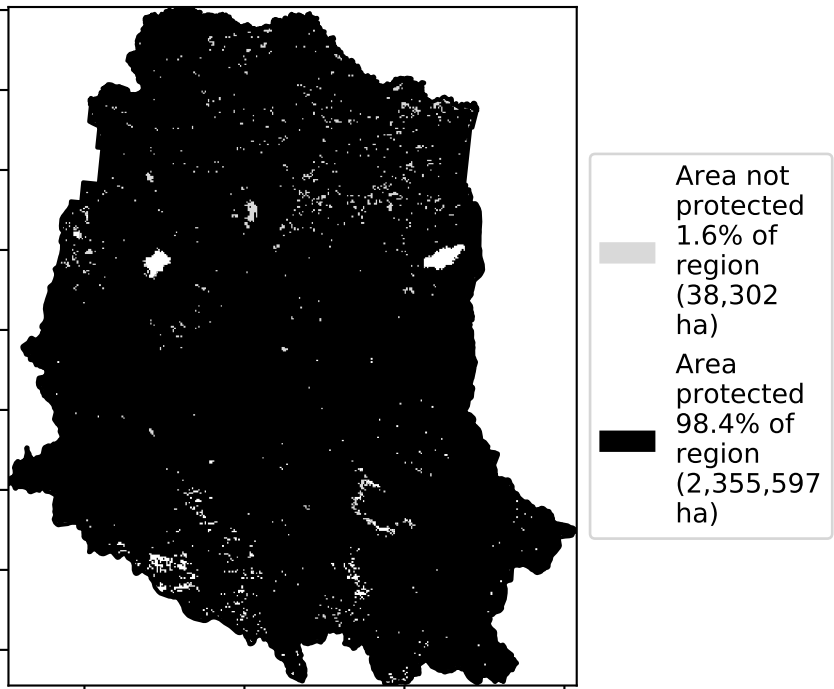 Area not
protected
1.6% of
region
(38,302
ha)
Area
protected
98.4% of
region
(2,355,597
ha)